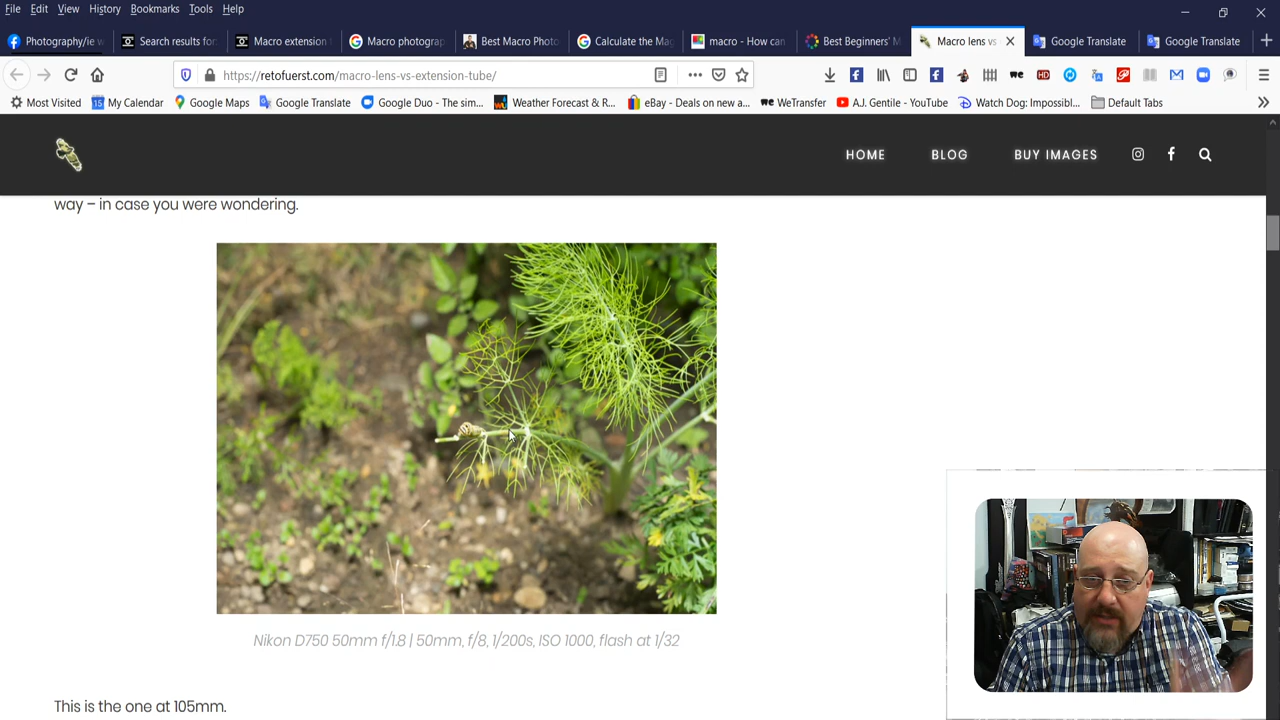 File Edit View History Bookmarks Tools Help
Photography/ie
Search results for
Macro extension
Macro photograp
Best Macro Photo
Calculate the Mag
macro - How can
Best Beginners' M
Macro lens vs
Google Translate
Google Translate
https://retofuerst.com/macro-lens-vs-extension-tube/
Most Visited My Calendar Google Maps Google Translate Google Duo - The sim... Weather Forecast & R... eBay - Deals on new a... WeTransfer A.J. Gentile - YouTube Watch Dog: Impossibl... Default Tabs
HOME BLOG BUY IMAGES
way – in case you were wondering.
Nikon D750 50mm f/1.8 | 50mm, f/8, 1/200s, ISO 1000, flash at 1/32
This is the one at 105mm.